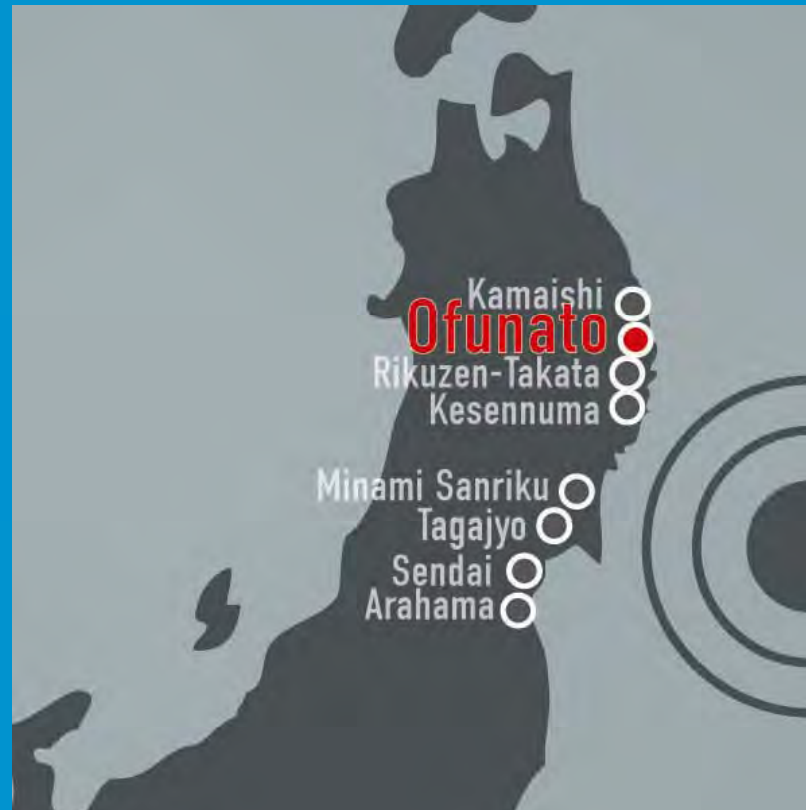 Kamaishi
Ofunato
Rikuzen-Takata
Kesennuma
Minami Sanriku
Tagajyo
Sendai
Arahama